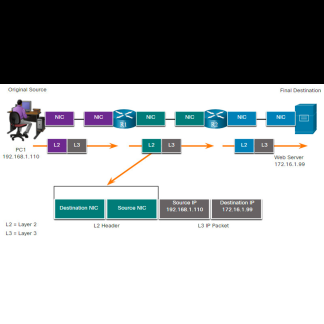 Original Source
Final Destination
NIC NIC NIC NIC NIC NIC
R1 R2
PC1
192.168.1.110
L2 L3 L2 L3 L2 L3
Web Server
172.16.1.99
Destination NIC Source NIC Source IP
192.168.1.110 Destination IP
172.16.1.99
L2 = Layer 2
L3 = Layer 3
L2 Header L3 IP Packet